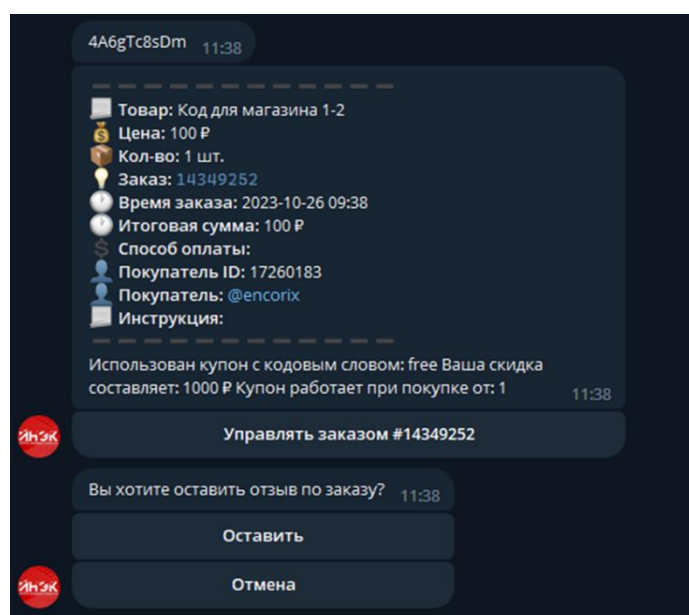 4A6gTc8sDm 11:38
Товар: Код для магазина 1-2
Цена: 100 ₽
Кол-во: 1 шт.
Заказ: 14349252
Время заказа: 2023-10-26 09:38
Итоговая сумма: 100 ₽
Способ оплаты:
Покупатель ID: 17260183
Покупатель: @encorix
Инструкция:
Использован купон с кодовым словом: free Ваша скидка
составляет: 1000 ₽ Купон работает при покупке от: 1 11:38
Управлять заказом #14349252
ИНЭК
Вы хотите оставить отзыв по заказу? 11:38
Оставить
Отмена
ИНЭК